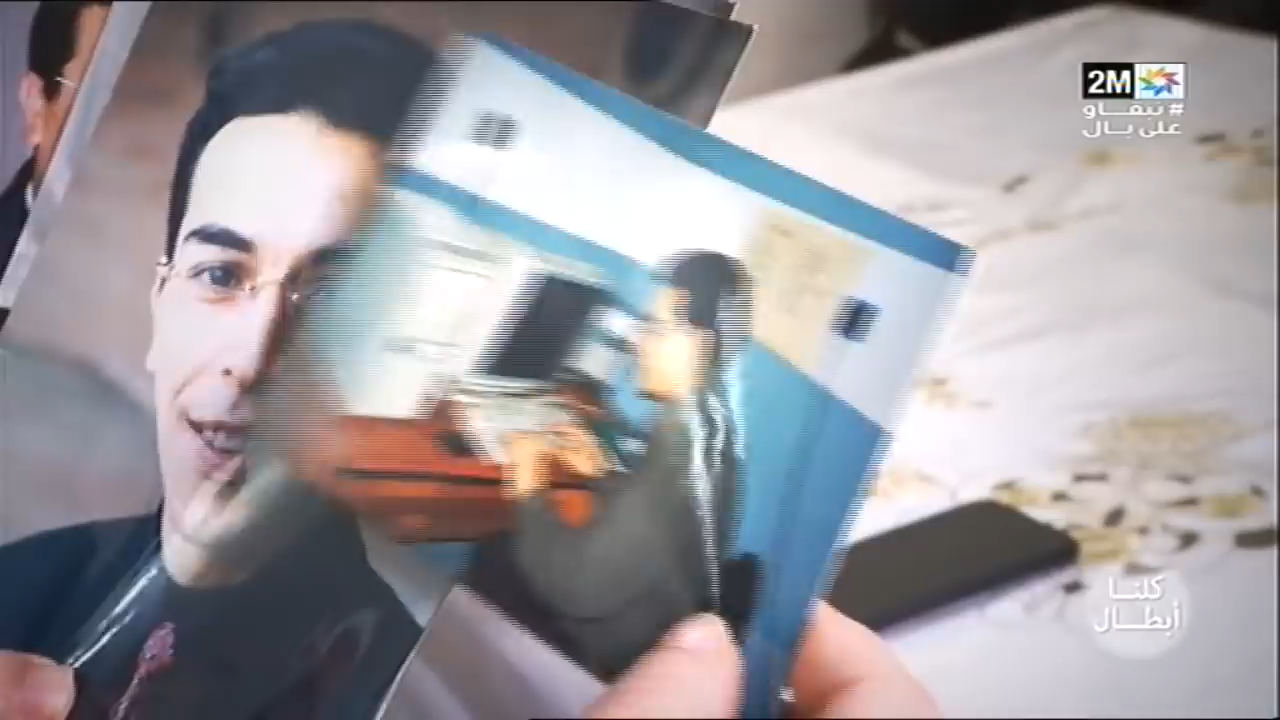 2M
# نبقاو
على بال
كلنا
أبطال